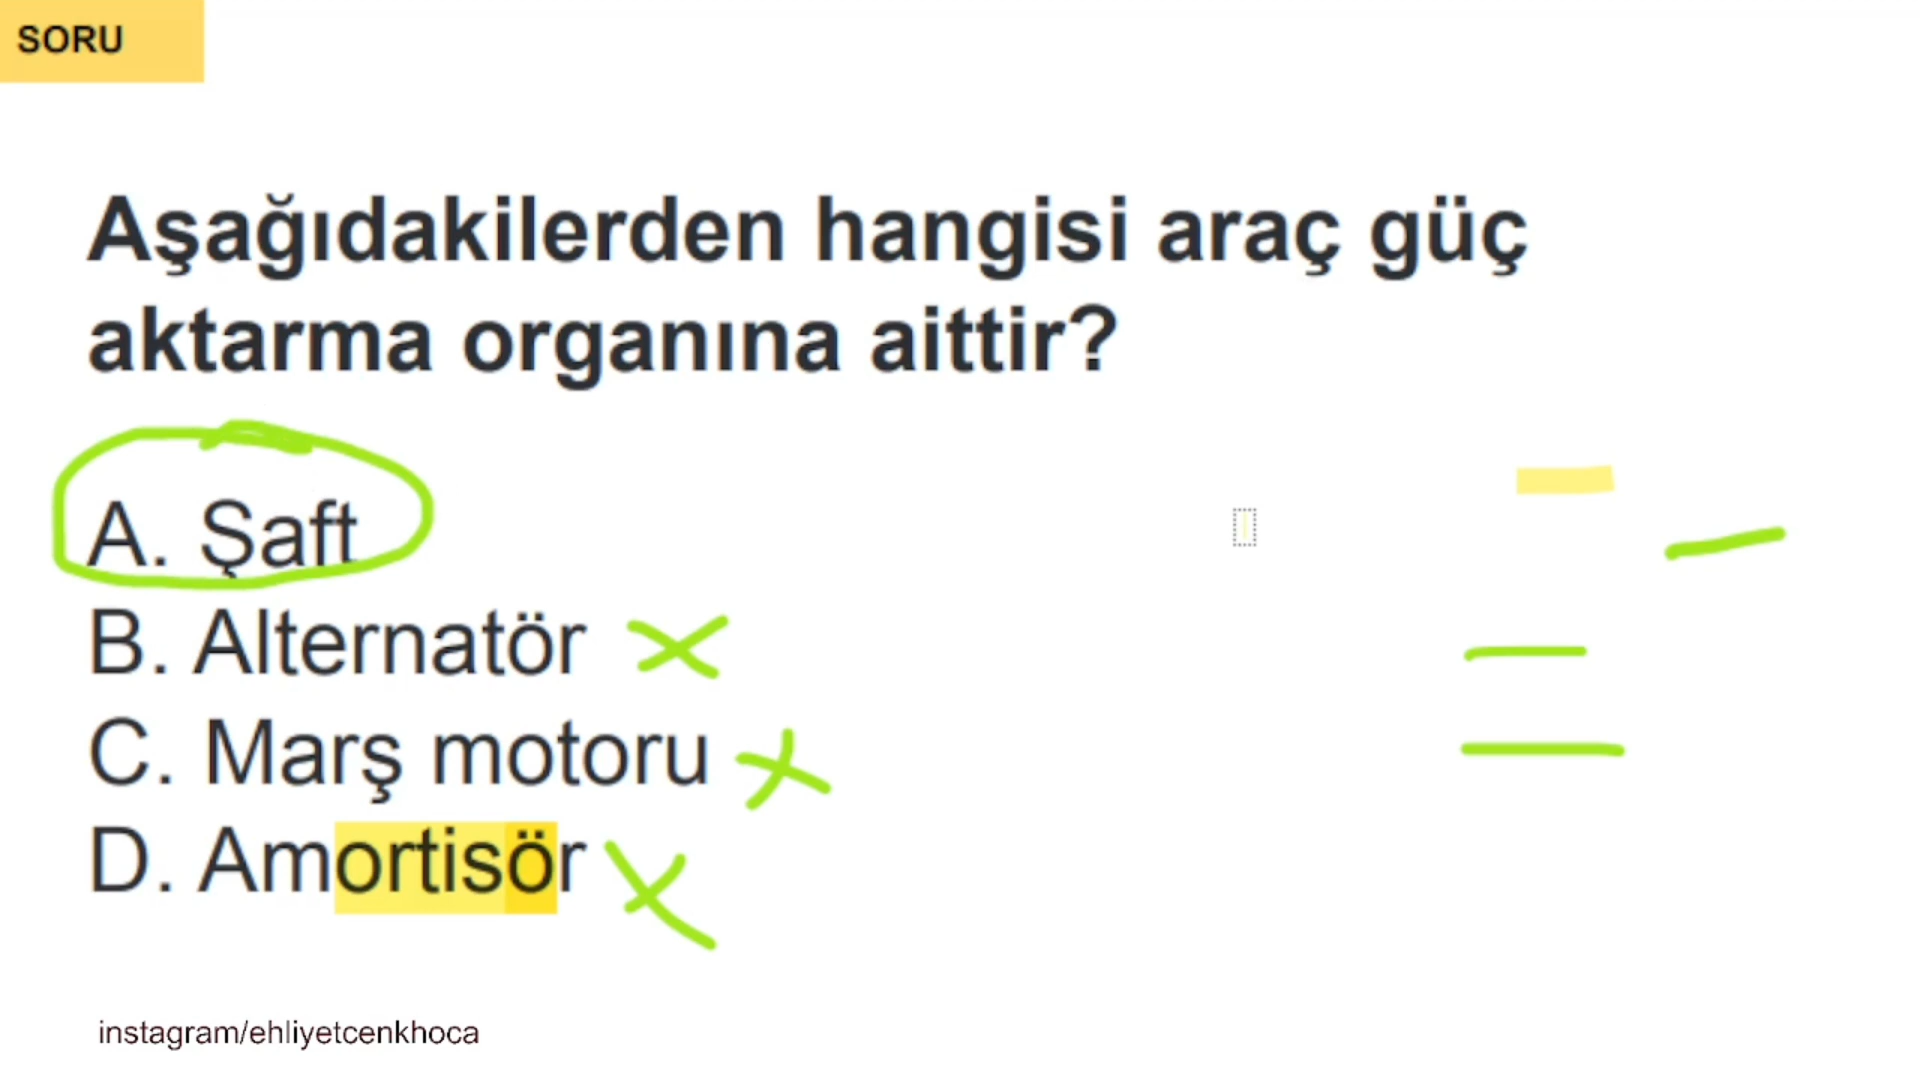 SORU
Aşağıdakilerden hangisi araç güç
aktarma organına aittir?
A. Şaft
B. Alternatör
C. Marş motoru
D. Amortisör
instagram/ehliyetcenkhoca